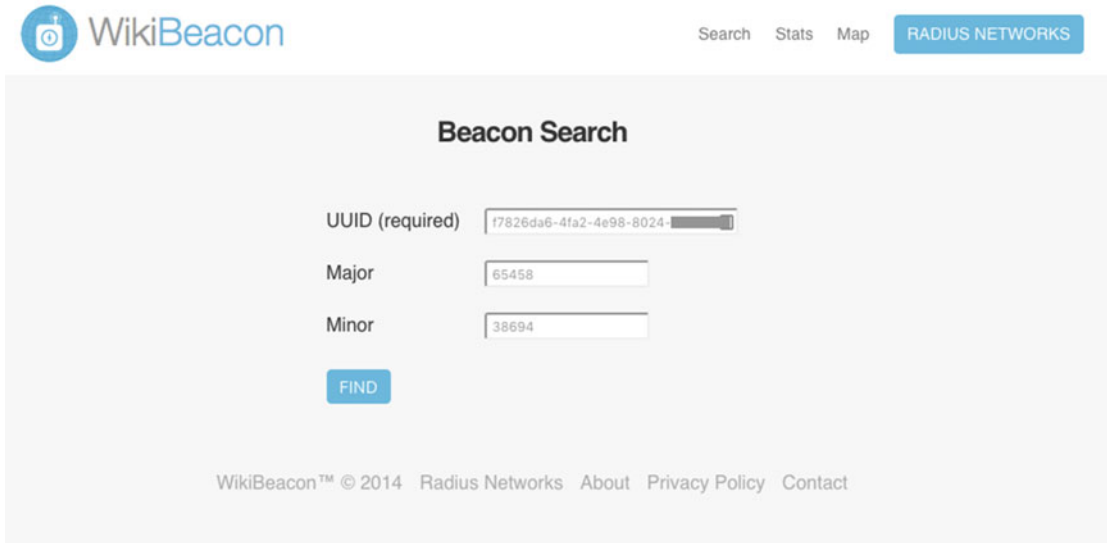 WikiBeacon
Search Stats Map RADIUS NETWORKS
Beacon Search
UUID (required) f7826da6-4fa2-4e98-8024-
Major 65458
Minor 38694
FIND
WikiBeacon™ © 2014 Radius Networks About Privacy Policy Contact